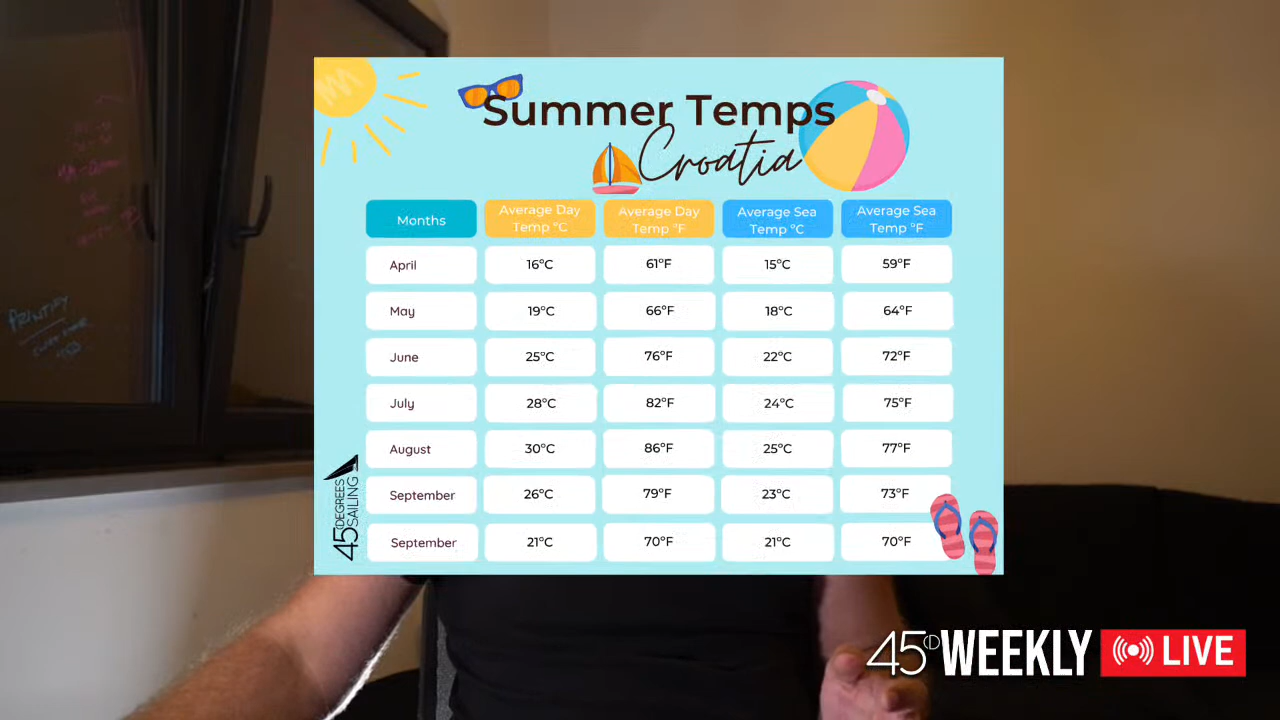 Summer Temps
Croatia
Months
Average Day
Temp °C
Average Day
Temp °F
Average Sea
Temp °C
Average Sea
Temp °F
April 16°C 61°F 15°C 59°F
May 19°C 66°F 18°C 64°F
June 25°C 76°F 22°C 72°F
July 28°C 82°F 24°C 75°F
August 30°C 86°F 25°C 77°F
September 26°C 79°F 23°C 73°F
September 21°C 70°F 21°C 70°F
45 DEGREES
SAILING
PRINTIFY
45D WEEKLY LIVE